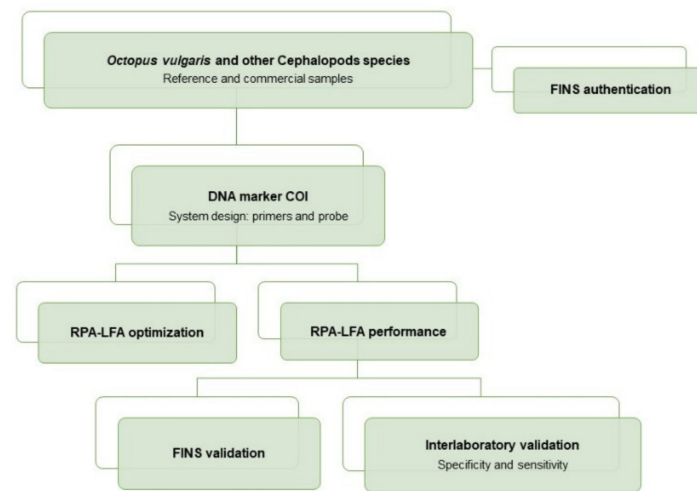 Octopus vulgaris and other Cephalopods species
Reference and commercial samples
FINS authentication
DNA marker COI
System design: primers and probe
RPA-LFA optimization
RPA-LFA performance
FINS validation
Interlaboratory validation
Specificity and sensitivity